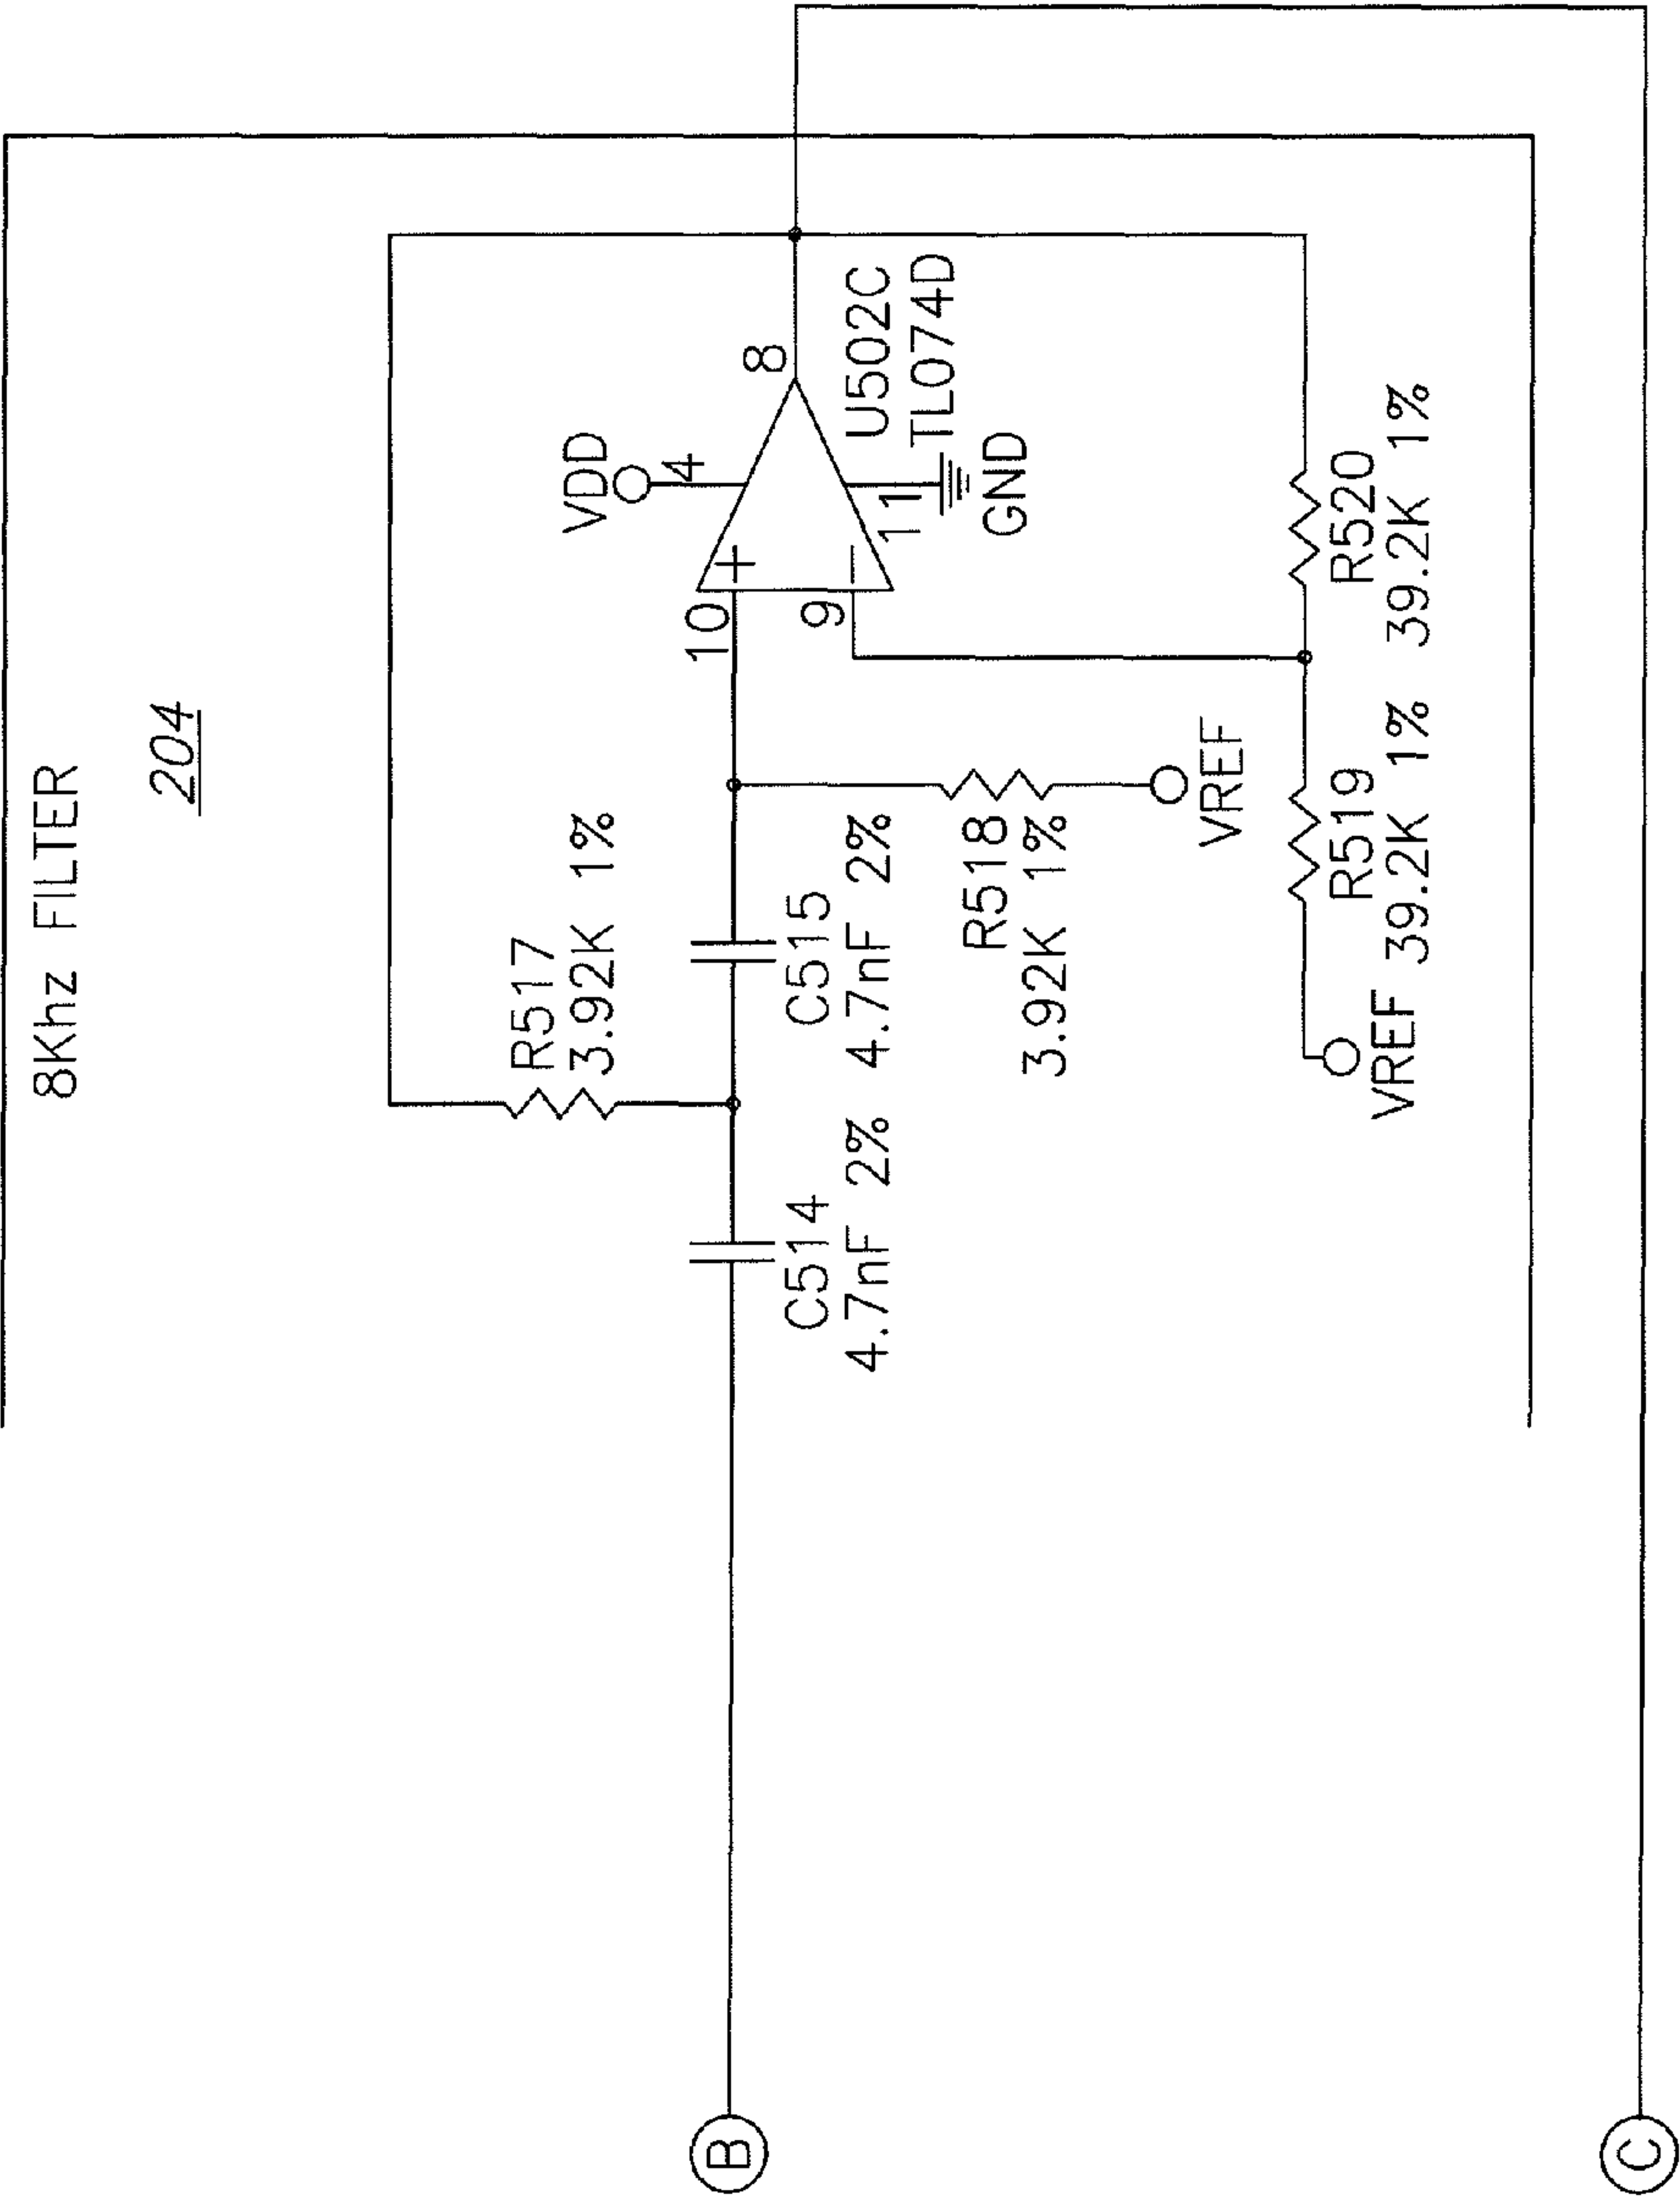 8Khz FILTER
204
R517
3.92K 1%
VDD
4
8
10
9
11
GND
U502C
TL074D
C514
4.7nF 2%
C515
4.7nF 2%
R518
3.92K 1%
VREF
VREF
R519
39.2K 1%
R520
39.2K 1%
B
C